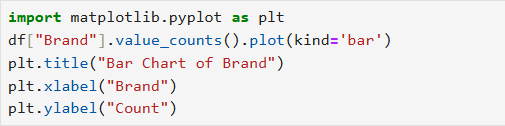 import matplotlib.pyplot as plt
df["Brand"].value_counts().plot(kind='bar')
plt.title("Bar Chart of Brand")
plt.xlabel("Brand")
plt.ylabel("Count")